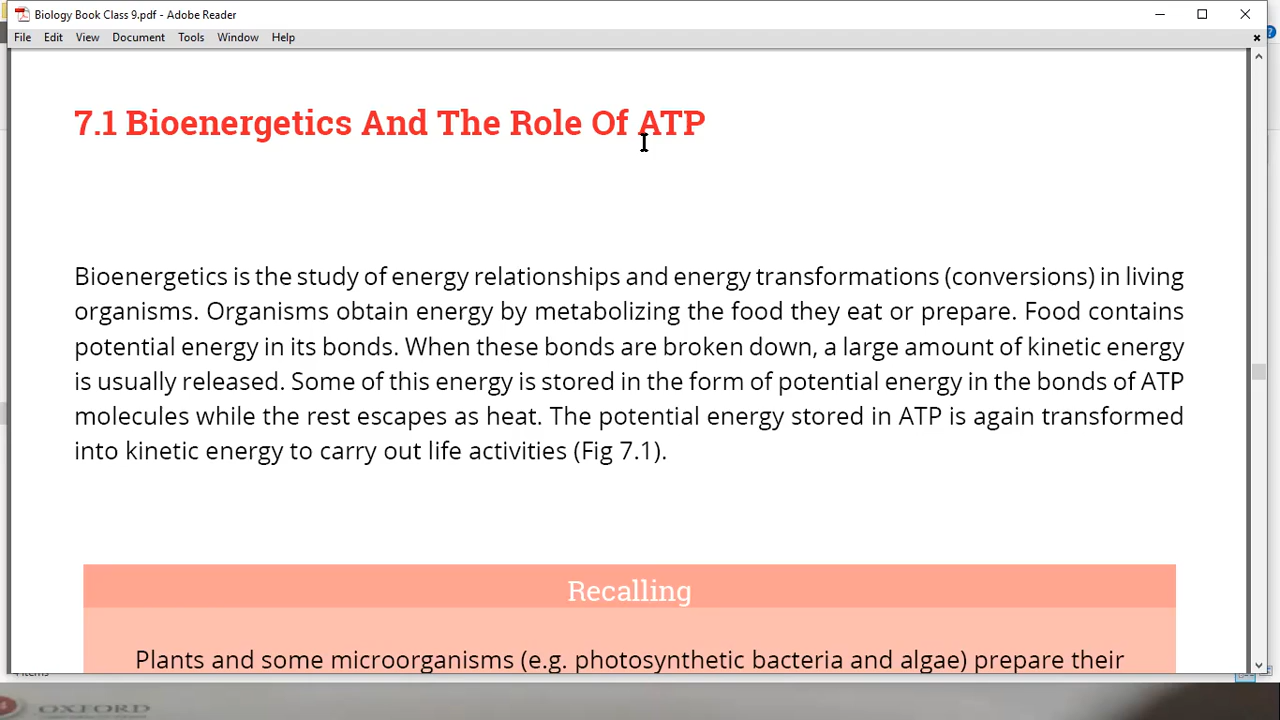 Biology Book Class 9.pdf - Adobe Reader
File Edit View Document Tools Window Help
7.1 Bioenergetics And The Role Of ATP
Bioenergetics is the study of energy relationships and energy transformations (conversions) in living
organisms. Organisms obtain energy by metabolizing the food they eat or prepare. Food contains
potential energy in its bonds. When these bonds are broken down, a large amount of kinetic energy
is usually released. Some of this energy is stored in the form of potential energy in the bonds of ATP
molecules while the rest escapes as heat. The potential energy stored in ATP is again transformed
into kinetic energy to carry out life activities (Fig 7.1).
Recalling
Plants and some microorganisms (e.g. photosynthetic bacteria and algae) prepare their
OXFORD